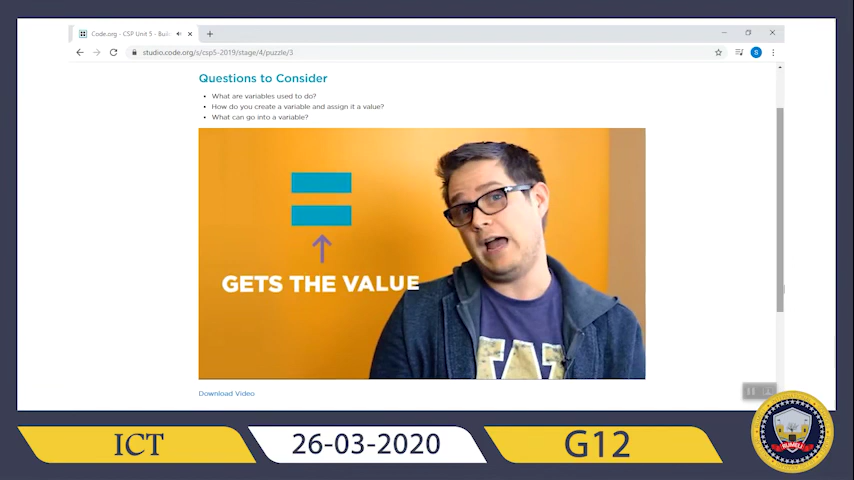 Code.org - CSP Unit 5 - Buil
studio.code.org/s/csp5-2019/stage/4/puzzle/3
S
Questions to Consider
What are variables used to do?
How do you create a variable and assign it a value?
What can go into a variable?
GETS THE VALUE
Download Video
ICT
26-03-2020
G12
RUMELI